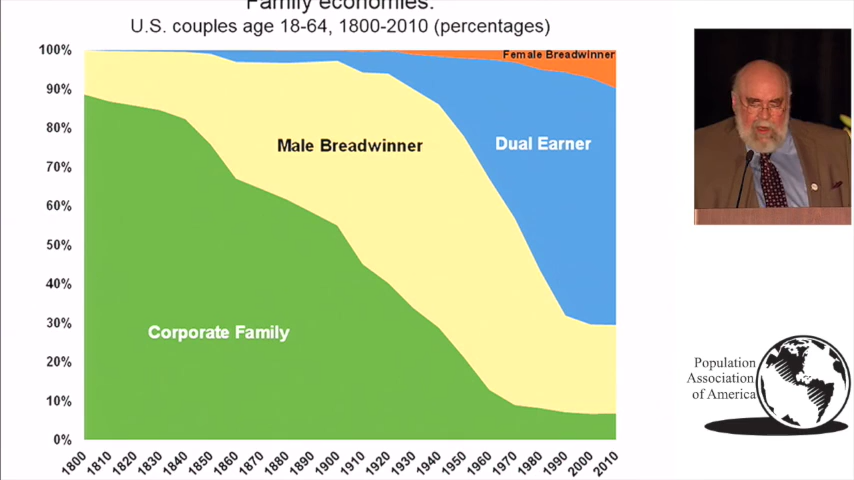 Family economies:
U.S. couples age 18-64, 1800-2010 (percentages)
100%
90%
80%
70%
60%
50%
40%
30%
20%
10%
0%
Female Breadwinner
Male Breadwinner
Dual Earner
Corporate Family
1800 1810 1820 1830 1840 1850 1860 1870 1880 1890 1900 1910 1920 1930 1940 1950 1960 1970 1980 1990 2000 2010
Population
Association
of America